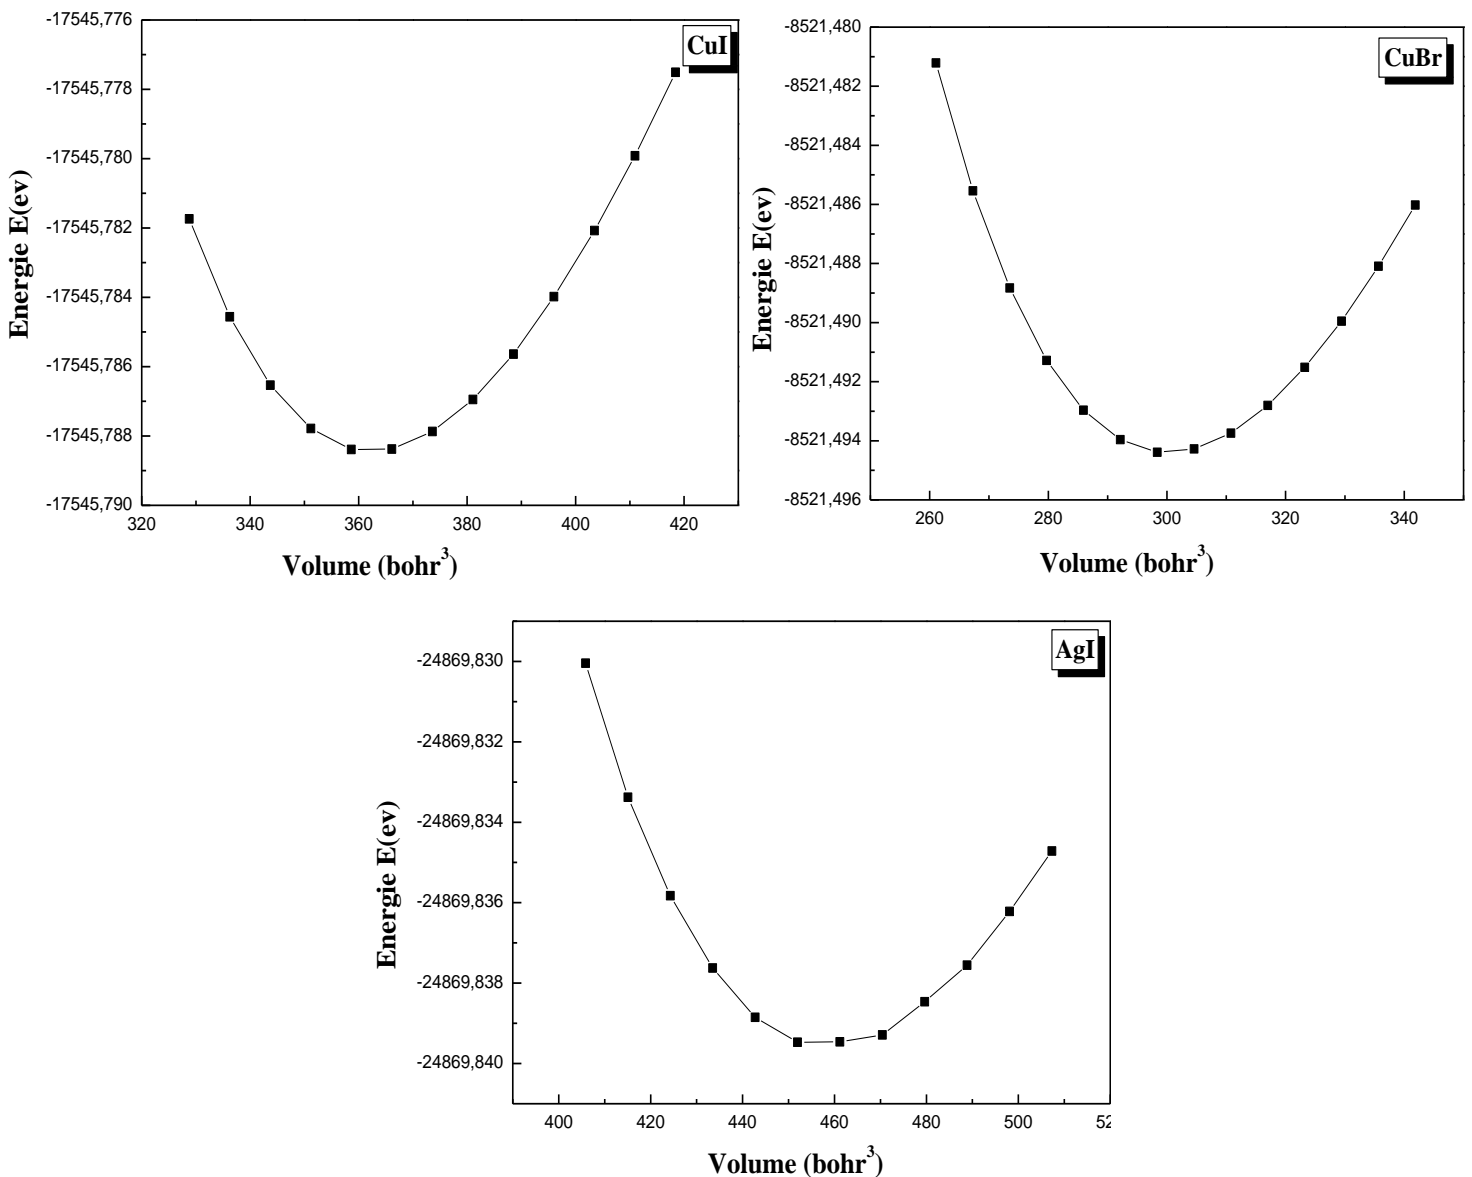 CuI
Energie E(ev)
-17545,776
-17545,778
-17545,780
-17545,782
-17545,784
-17545,786
-17545,788
-17545,790
320 340 360 380 400 420
Volume (bohr³)
CuBr
Energie E(ev)
-8521,480
-8521,482
-8521,484
-8521,486
-8521,488
-8521,490
-8521,492
-8521,494
-8521,496
260 280 300 320 340
Volume (bohr³)
AgI
Energie E(ev)
-24869,830
-24869,832
-24869,834
-24869,836
-24869,838
-24869,840
400 420 440 460 480 500 52
Volume (bohr³)